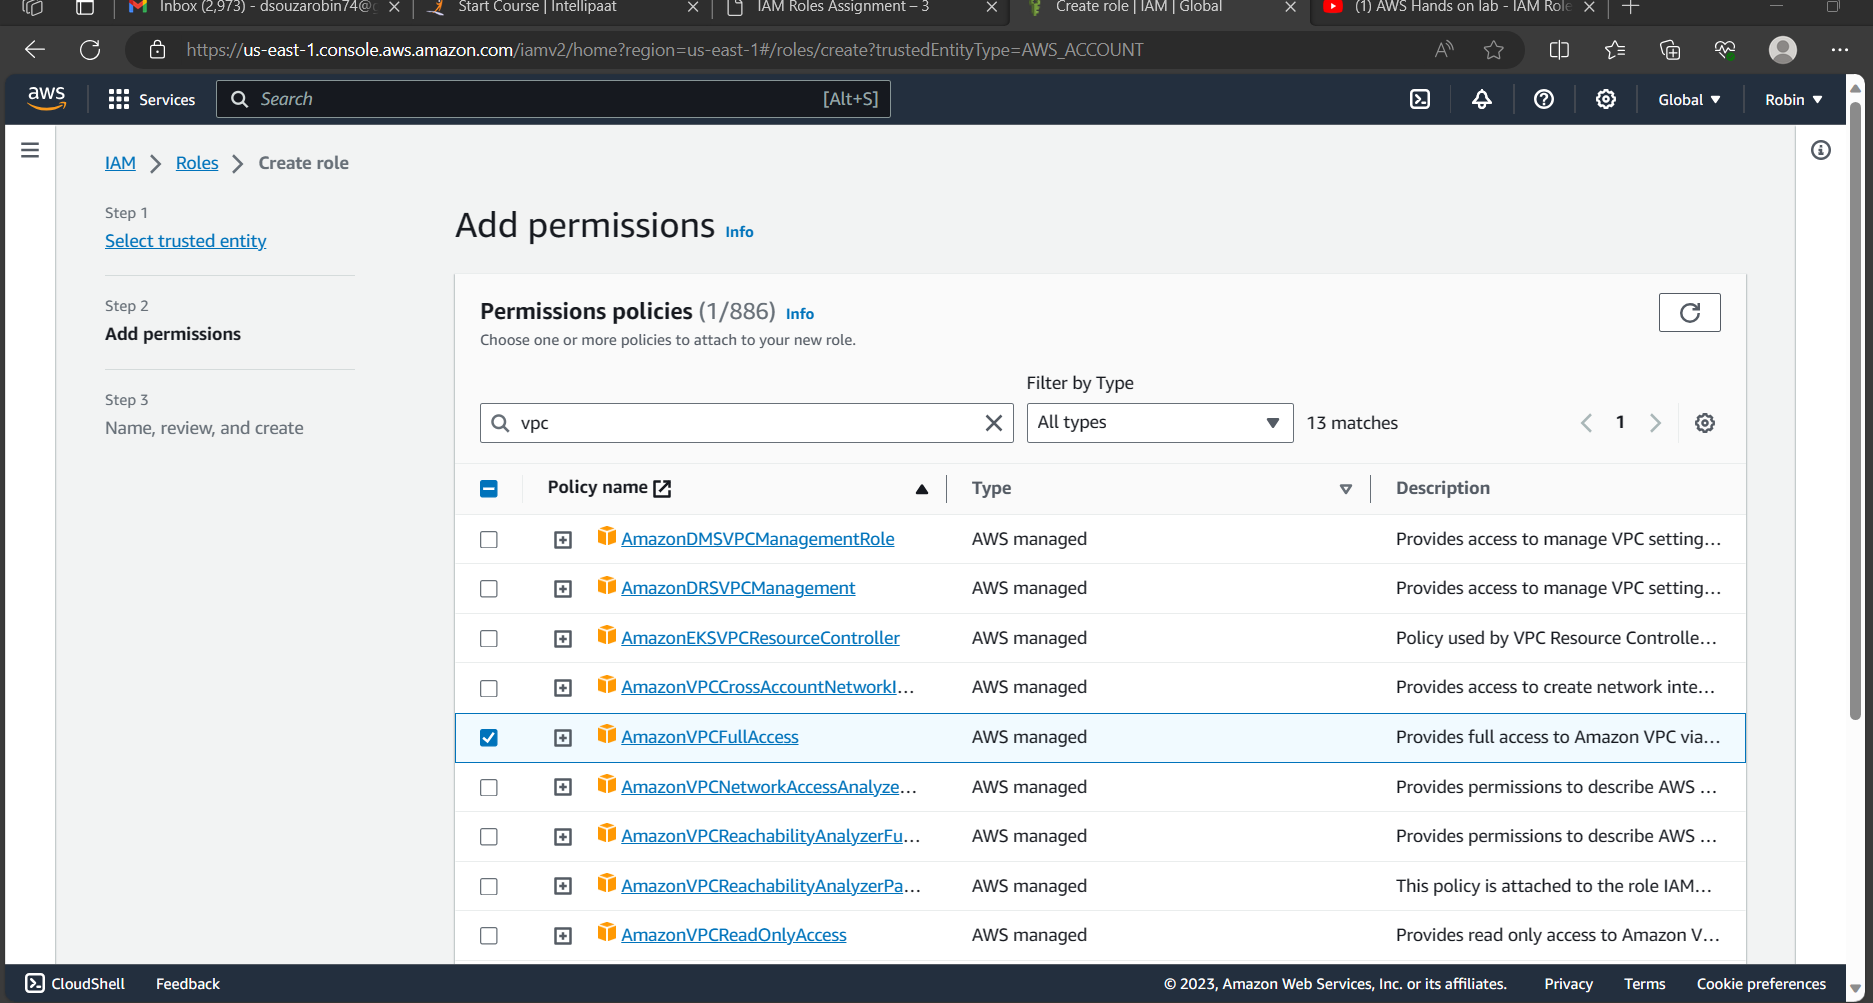 Inbox (2,973) - dsouzarobin74@g
Start Course | Intellipaat
IAM Roles Assignment – 3
Create role | IAM | Global
(1) AWS Hands on lab - IAM Role
https://us-east-1.console.aws.amazon.com/iamv2/home?region=us-east-1#/roles/create?trustedEntityType=AWS_ACCOUNT
aws
Services
Search
[Alt+S]
Global
Robin
IAM
Roles
Create role
Step 1
Select trusted entity
Step 2
Add permissions
Step 3
Name, review, and create
Add permissions Info
Permissions policies (1/886) Info
Choose one or more policies to attach to your new role.
Filter by Type
vpc
All types
13 matches
1
Policy name
Type
Description
AmazonDMSVPCManagementRole AWS managed Provides access to manage VPC setting…
AmazonDRSVPCManagement AWS managed Provides access to manage VPC setting…
AmazonEKSVPCResourceController AWS managed Policy used by VPC Resource Controlle…
AmazonVPCCrossAccountNetworkI… AWS managed Provides access to create network inte…
AmazonVPCFullAccess AWS managed Provides full access to Amazon VPC via…
AmazonVPCNetworkAccessAnalyze… AWS managed Provides permissions to describe AWS …
AmazonVPCReachabilityAnalyzerFu… AWS managed Provides permissions to describe AWS …
AmazonVPCReachabilityAnalyzerPa… AWS managed This policy is attached to the role IAM…
AmazonVPCReadOnlyAccess AWS managed Provides read only access to Amazon V…
CloudShell
Feedback
© 2023, Amazon Web Services, Inc. or its affiliates.
Privacy
Terms
Cookie preferences